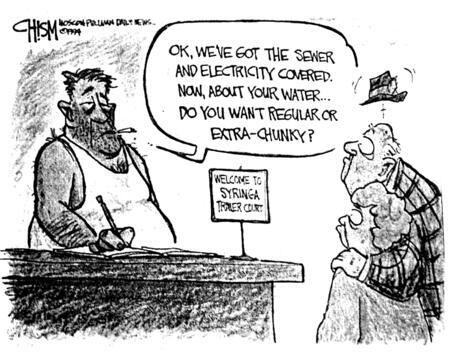 CHISM
MOSCOW PULLMAN DAILY NEWS
©1994
OK, WE'VE GOT THE SEWER
AND ELECTRICITY COVERED.
NOW, ABOUT YOUR WATER...
DO YOU WANT REGULAR OR
EXTRA-CHUNKY?
WELCOME TO
SYRINGA
TRAILER COURT